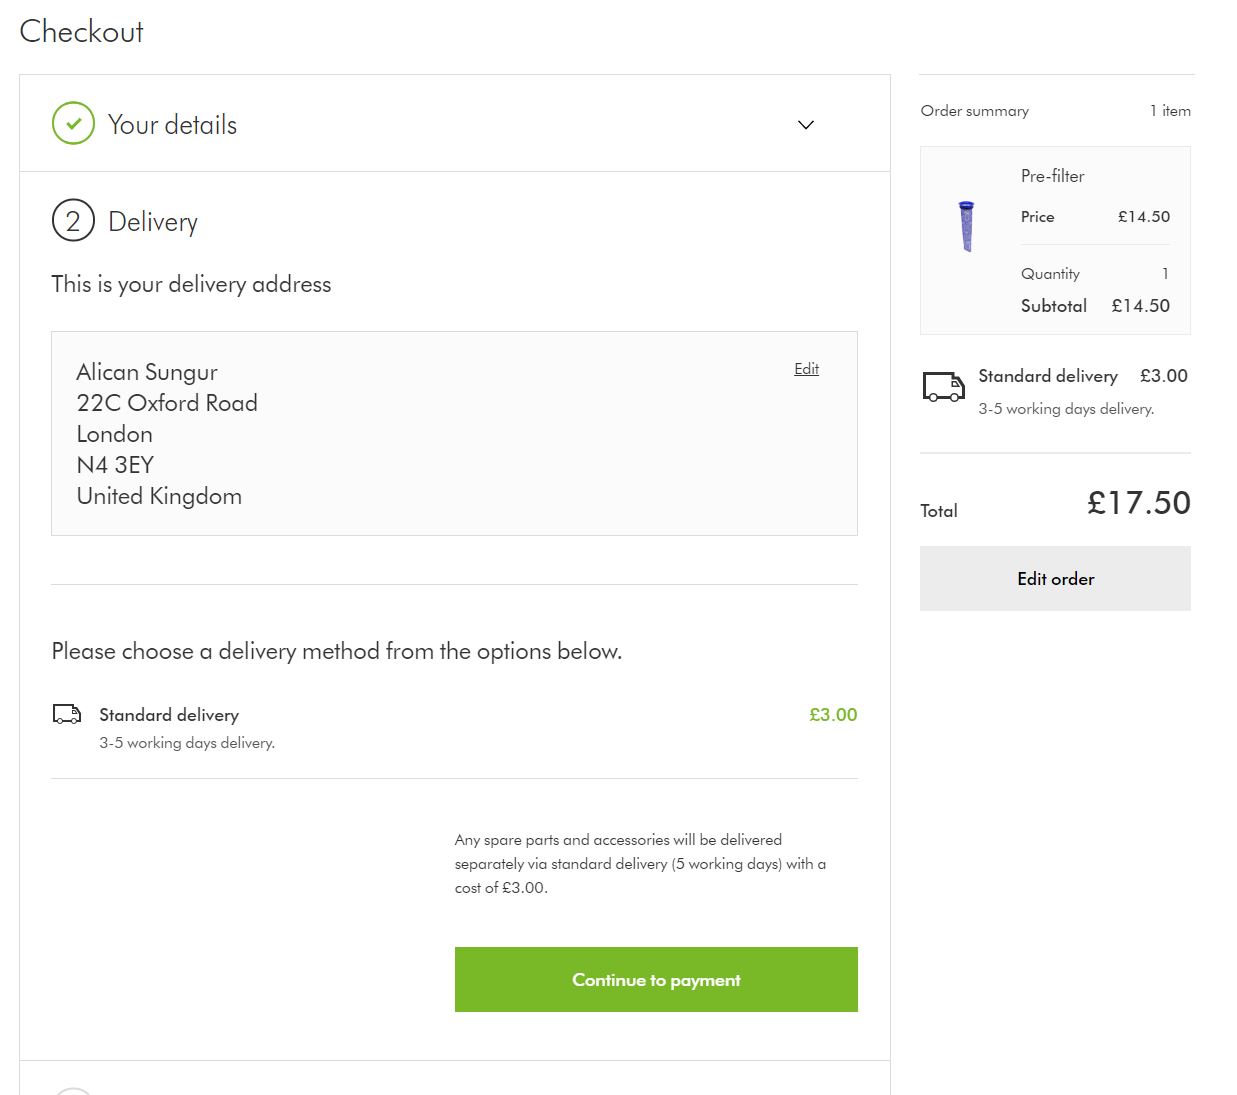 Checkout
Your details
2 Delivery
This is your delivery address
Alican Sungur
Edit
22C Oxford Road
London
N4 3EY
United Kingdom
Please choose a delivery method from the options below.
Standard delivery £3.00
3-5 working days delivery.
Any spare parts and accessories will be delivered
separately via standard delivery (5 working days) with a
cost of £3.00.
Continue to payment
Order summary 1 item
Pre-filter
Price £14.50
Quantity 1
Subtotal £14.50
Standard delivery £3.00
3-5 working days delivery.
Total £17.50
Edit order